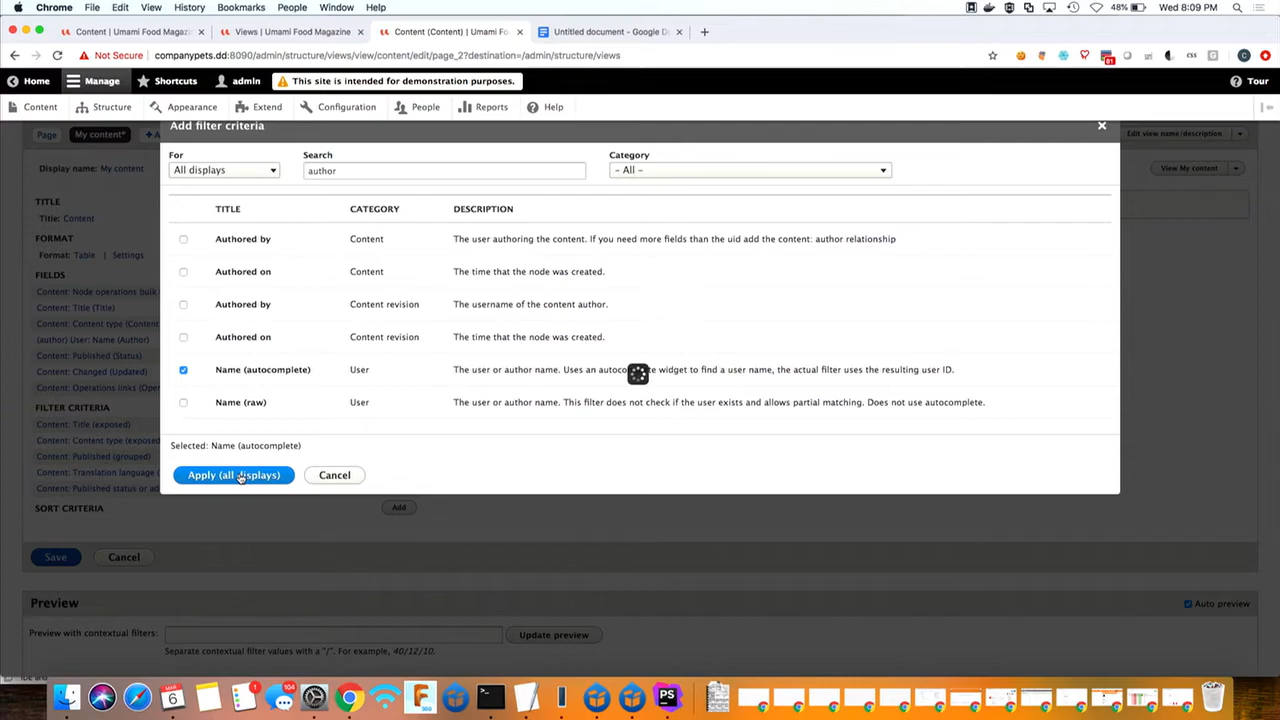 Chrome File Edit View History Bookmarks People Window Help 48% Wed 8:09 PM
Content | Umami Food Magazi × Views | Umami Food Magazine × Content (Content) | Umami Fo × Untitled document - Google Do × +
Not Secure companypets.dd:8090/admin/structure/views/view/content/edit/page_2?destination=/admin/structure/views
81 css C
Home Manage Shortcuts admin This site is intended for demonstration purposes. Tour
Content Structure Appearance Extend Configuration People Reports Help
Page My content* + A Edit view name/description
Add filter criteria ×
Display name: My content View My content
For Search Category
All displays author - All -
TITLE
Title: Content
FORMAT
Format: Table | Settings
FIELDS
Content: Node operations bulk
Content: Title (Title)
Content: Content type (Content
(author) User: Name (Author)
Content: Published (Status)
Content: Changed (Updated)
Content: Operations links (Oper
FILTER CRITERIA
Content: Title (exposed)
Content: Content type (exposed
Content: Published (grouped)
Content: Translation language (
Content: Published status or ad
SORT CRITERIA Add
TITLE CATEGORY DESCRIPTION
Authored by Content The user authoring the content. If you need more fields than the uid add the content: author relationship
Authored on Content The time that the node was created.
Authored by Content revision The username of the content author.
Authored on Content revision The time that the node was created.
Name (autocomplete) User The user or author name. Uses an autoco te widget to find a user name, the actual filter uses the resulting user ID.
Name (raw) User The user or author name. This filter does not check if the user exists and allows partial matching. Does not use autocomplete.
Selected: Name (autocomplete)
Apply (all displays) Cancel
Save Cancel
Preview Auto preview
Preview with contextual filters: Update preview
Separate contextual filter values with a "/". For example, 40/12/10.
MAR 6 1 104 F 360 PS